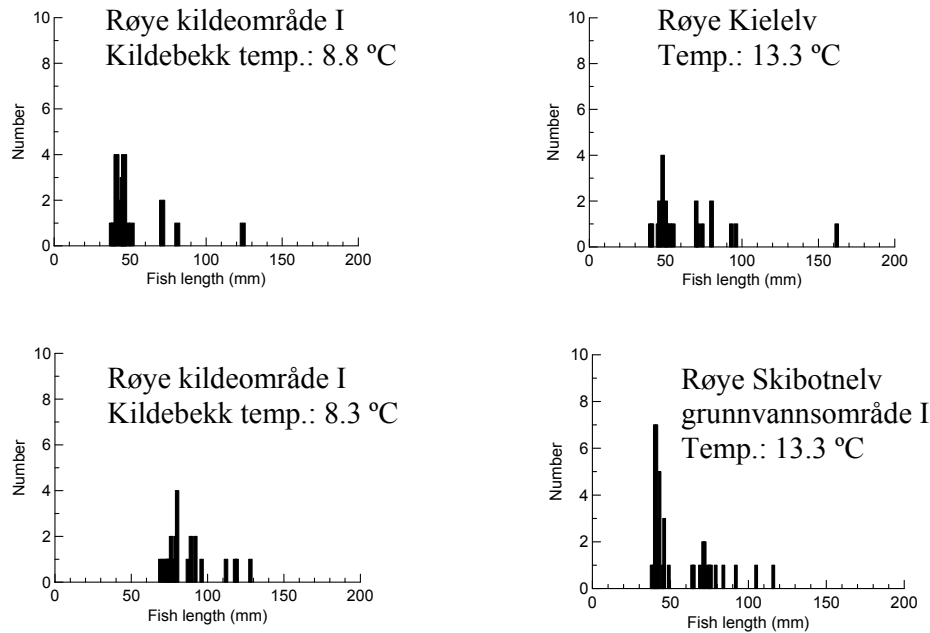 Røye kildeområde I
Kildebekk temp.: 8.8 ºC
10
8
6
4
2
0
Number
0 50 100 150 200
Fish length (mm)
Røye Kielelv
Temp.: 13.3 ºC
10
8
6
4
2
0
Number
0 50 100 150 200
Fish length (mm)
Røye kildeområde I
Kildebekk temp.: 8.3 ºC
10
8
6
4
2
0
Number
0 50 100 150 200
Fish length (mm)
Røye Skibotnelv
grunnvannsområde I
Temp.: 13.3 ºC
10
8
6
4
2
0
Number
0 50 100 150 200
Fish length (mm)